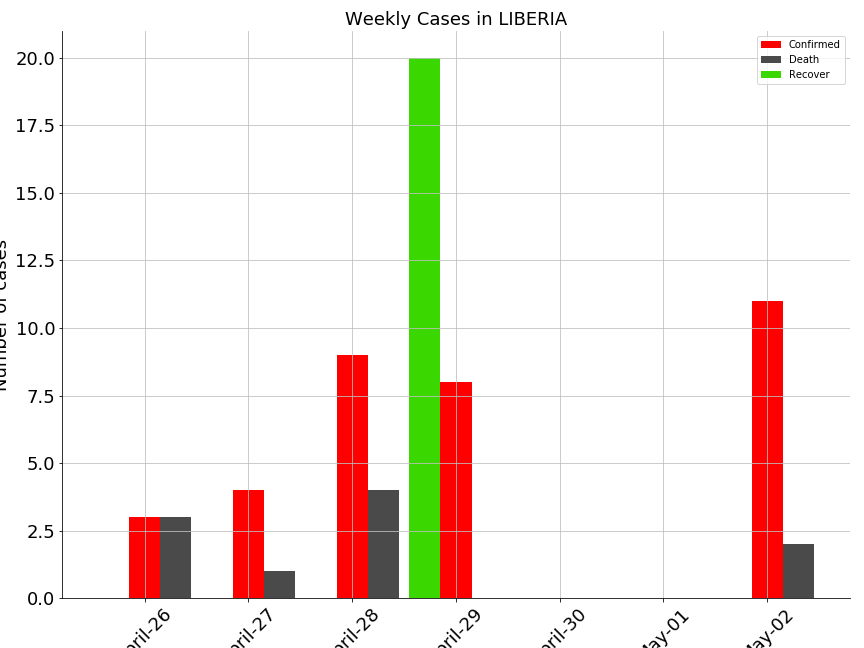 Weekly Cases in LIBERIA
Confirmed
Death
Recover
20.0
17.5
15.0
12.5
10.0
7.5
5.0
2.5
0.0
Number of cases
pril-26
pril-27
pril-28
pril-29
pril-30
May-01
May-02